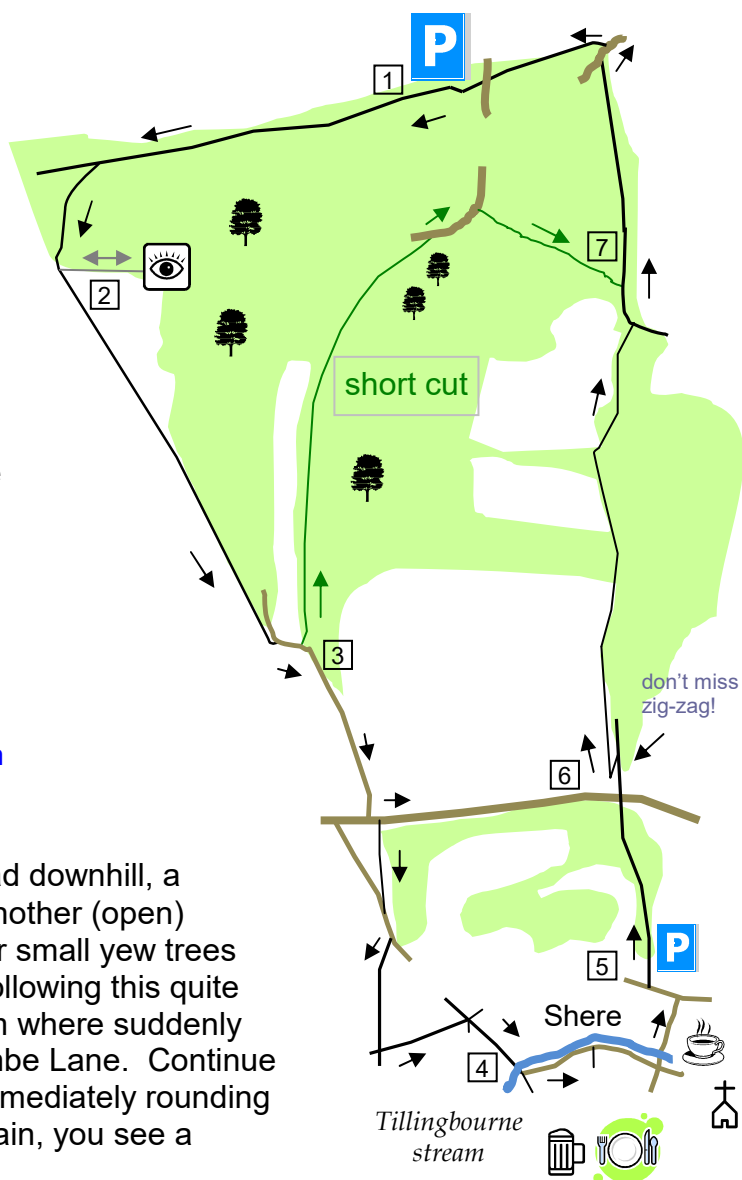 P
1
7
2
short cut
3
don't miss
zig-zag!
6
downhill, a
nother (open)
r small yew trees
ollowing this quite
where suddenly
be Lane. Continue
mediately rounding
ain, you see a
P
5
Shere
4
Tillingbourne
stream